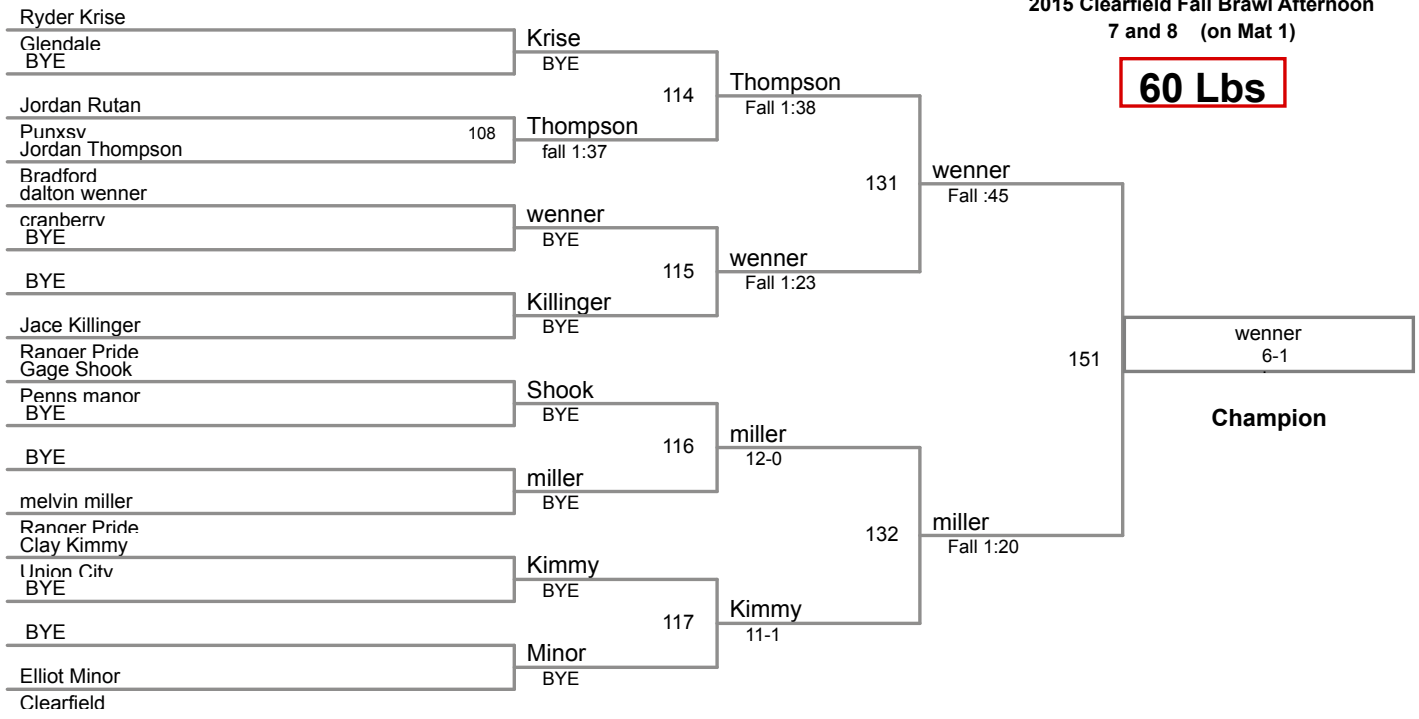 2015 Clearfield Fall Brawl Afternoon
7 and 8 (on Mat 1)
60 Lbs
Ryder Krise
Glendale
BYE
Jordan Rutan
Punxsy
Jordan Thompson
Bradford
dalton wenner
cranberry
BYE
BYE
Jace Killinger
Ranger Pride
Gage Shook
Penns manor
BYE
BYE
melvin miller
Ranger Pride
Clay Kimmy
Union City
BYE
BYE
Elliot Minor
Clearfield
108
Krise
BYE
Thompson
fall 1:37
wenner
BYE
Killinger
BYE
Shook
BYE
miller
BYE
Kimmy
BYE
Minor
BYE
114
115
116
117
Thompson
Fall 1:38
wenner
Fall 1:23
miller
12-0
Kimmy
11-1
131
132
wenner
Fall :45
miller
Fall 1:20
151
wenner
6-1
Champion